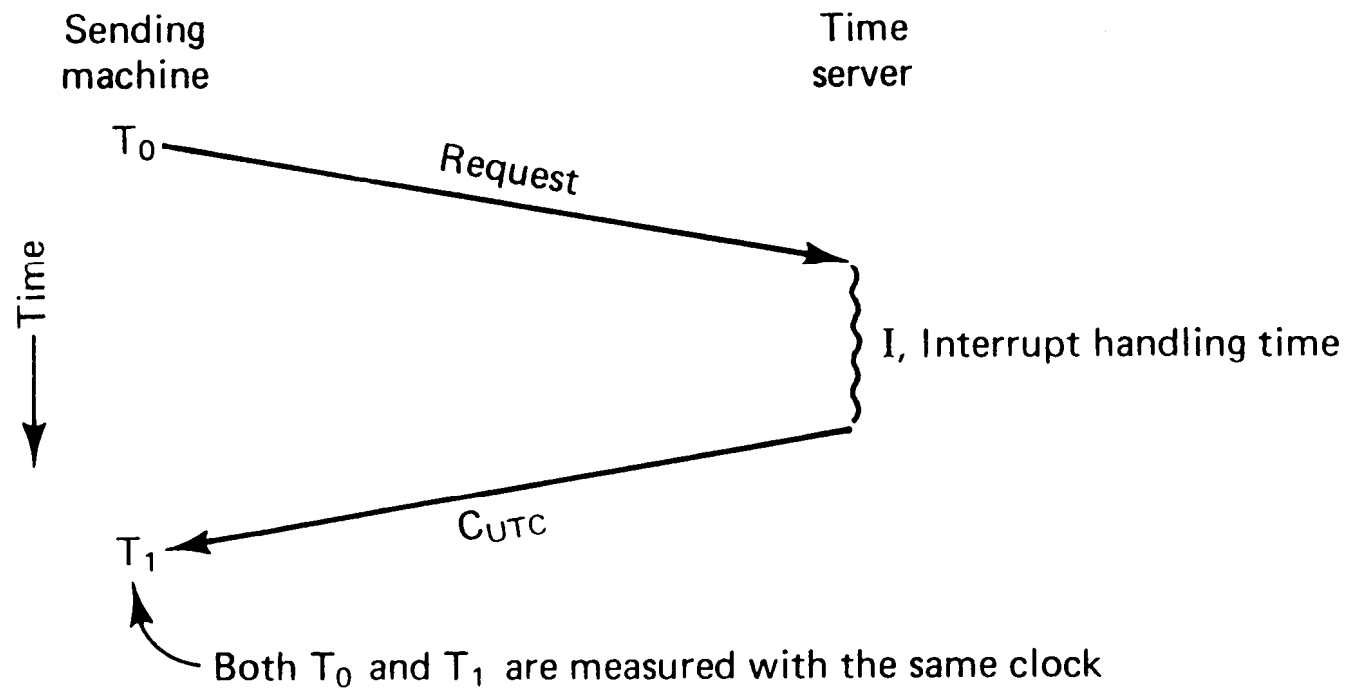 Sending
machine
Time
server
T₀
Request
Time
I, Interrupt handling time
C_UTC
T₁
Both T₀ and T₁ are measured with the same clock